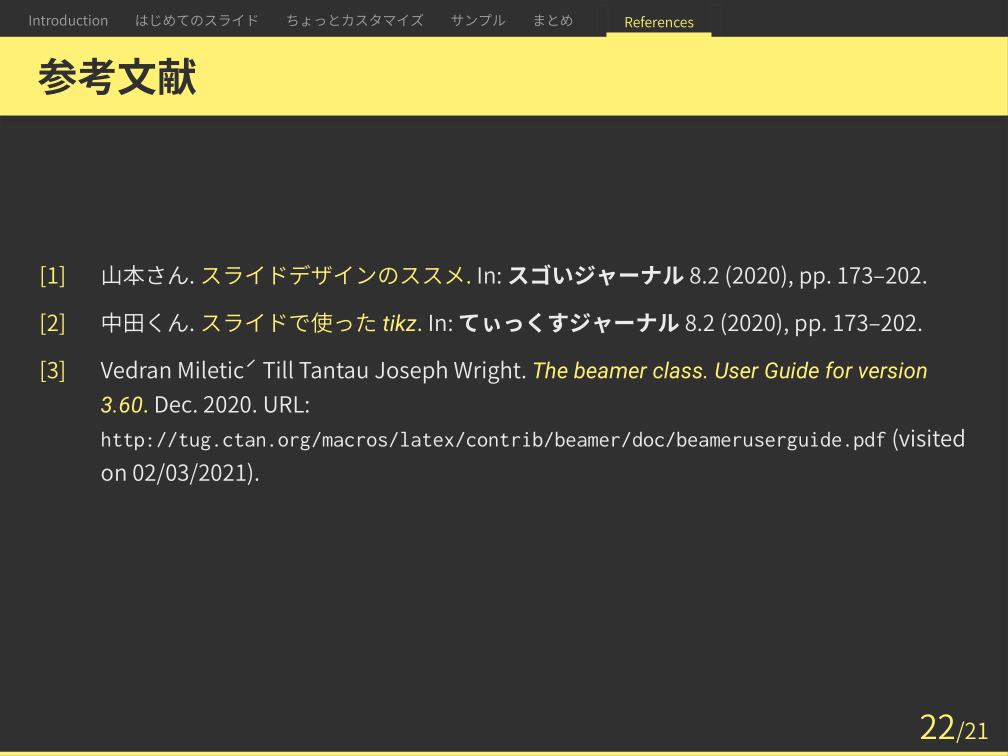 Introduction はじめてのスライド ちょっとカスタマイズ サンプル まとめ References
参考文献
[1] 山本さん. スライドデザインのススメ. In: スゴいジャーナル 8.2 (2020), pp. 173–202.
[2] 中田くん. スライドで使った tikz. In: てぃっくすジャーナル 8.2 (2020), pp. 173–202.
[3] Vedran Miletic´ Till Tantau Joseph Wright. The beamer class. User Guide for version
3.60. Dec. 2020. URL:
http://tug.ctan.org/macros/latex/contrib/beamer/doc/beameruserguide.pdf (visited
on 02/03/2021).
22/21